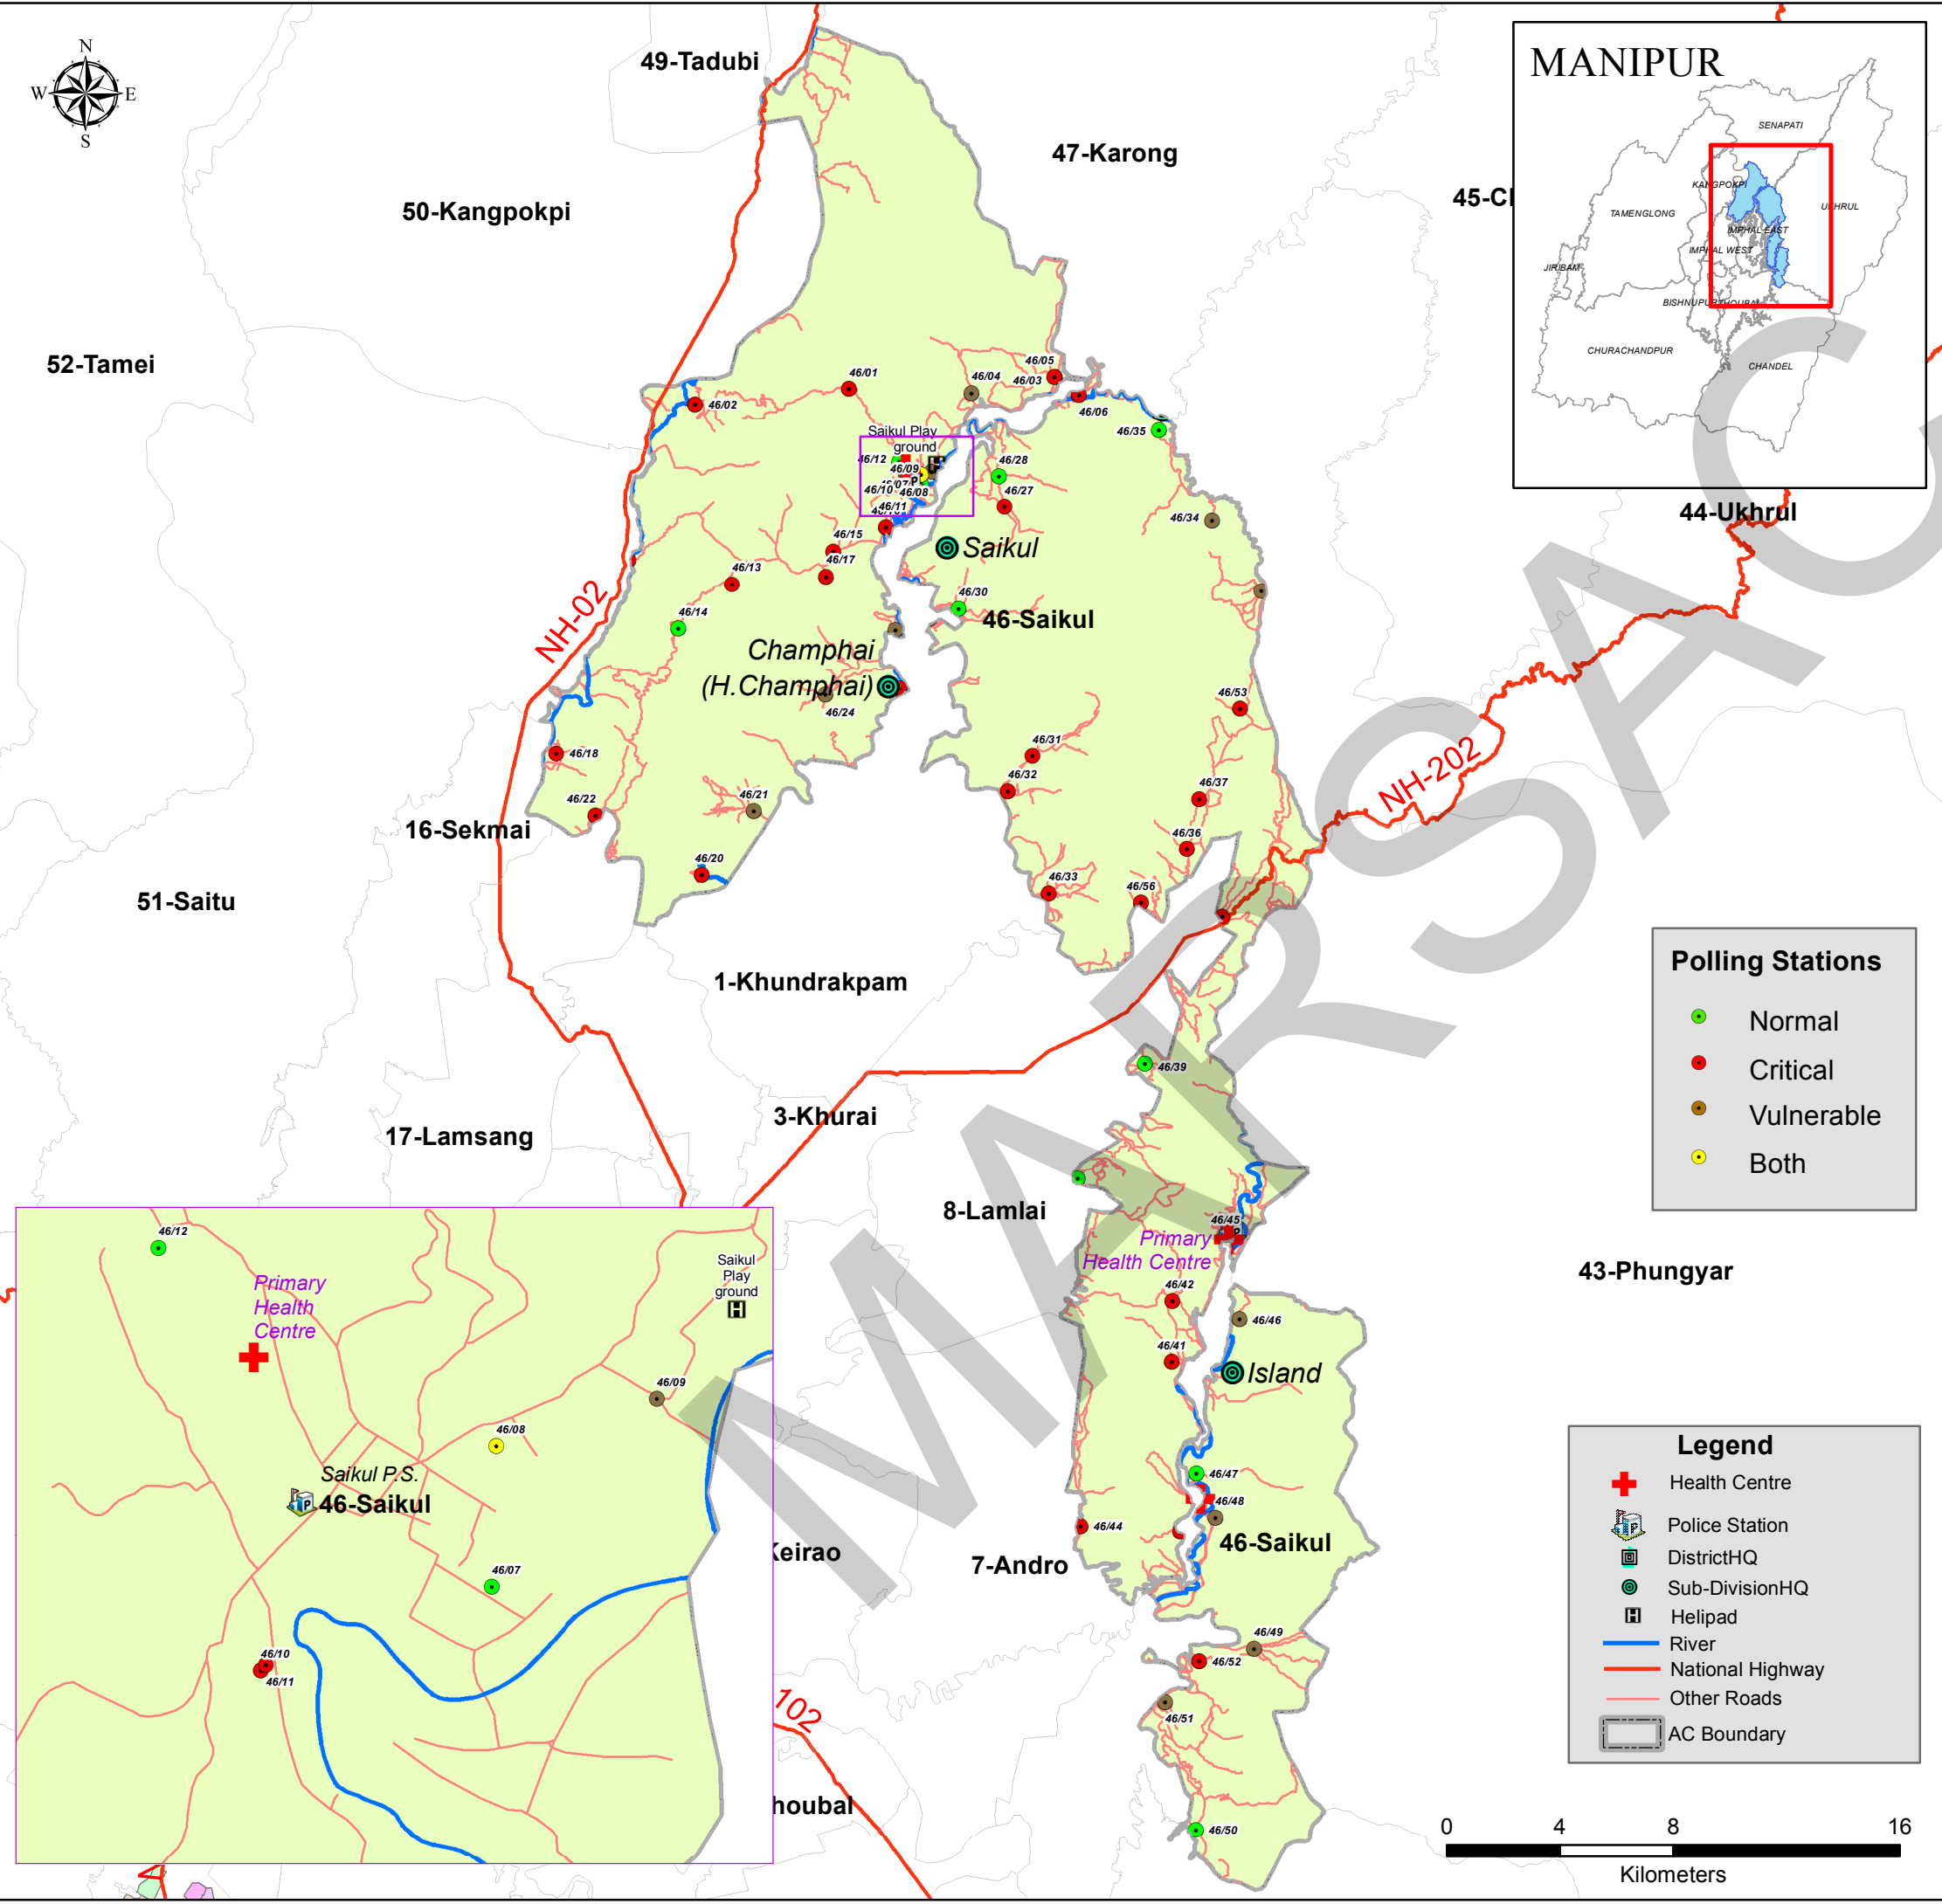 N
W
E
S
49-Tadubi
47-Karong
50-Kangpokpi
52-Tamei
MANIPUR
SENAPATI
KANGPOKPI
TAMENGLONG
UKHRUL
IMPHAL EAST
IMPHAL WEST
JIRIBAM
BISHNUPUR
THOUBAL
CHURACHANDPUR
CHANDEL
44-Ukhrul
46/05
46/01
46/04
46/03
46/02
46/06
46/35
Saikul Play
ground
46/12
46/28
46/09
46/07
46/10
46/08
46/27
46/11
46/34
46/15
Saikul
46/17
46/13
46/30
46/14
46-Saikul
NH-02
Champhai
(H.Champhai)
46/24
46/53
46/18
46/31
46/32
46/37
NH-202
46/21
46/22
16-Sekmai
46/36
46/20
46/33
46/56
51-Saitu
1-Khundrakpam
Polling Stations
Normal
Critical
Vulnerable
Both
46/39
3-Khurai
17-Lamsang
8-Lamlai
46/45
Primary
Health Centre
43-Phungyar
46/42
46/46
46/41
Island
46/47
46/48
46/44
46-Saikul
Keirao
7-Andro
46/49
46/52
46/51
46/50
102
houbal
46/12
Primary
Health
Centre
Saikul
Play
ground
46/09
46/08
Saikul P.S.
46-Saikul
46/07
46/10
46/11
Legend
Health Centre
Police Station
DistrictHQ
Sub-DivisionHQ
Helipad
River
National Highway
Other Roads
AC Boundary
0 4 8 16
Kilometers
MARSAC